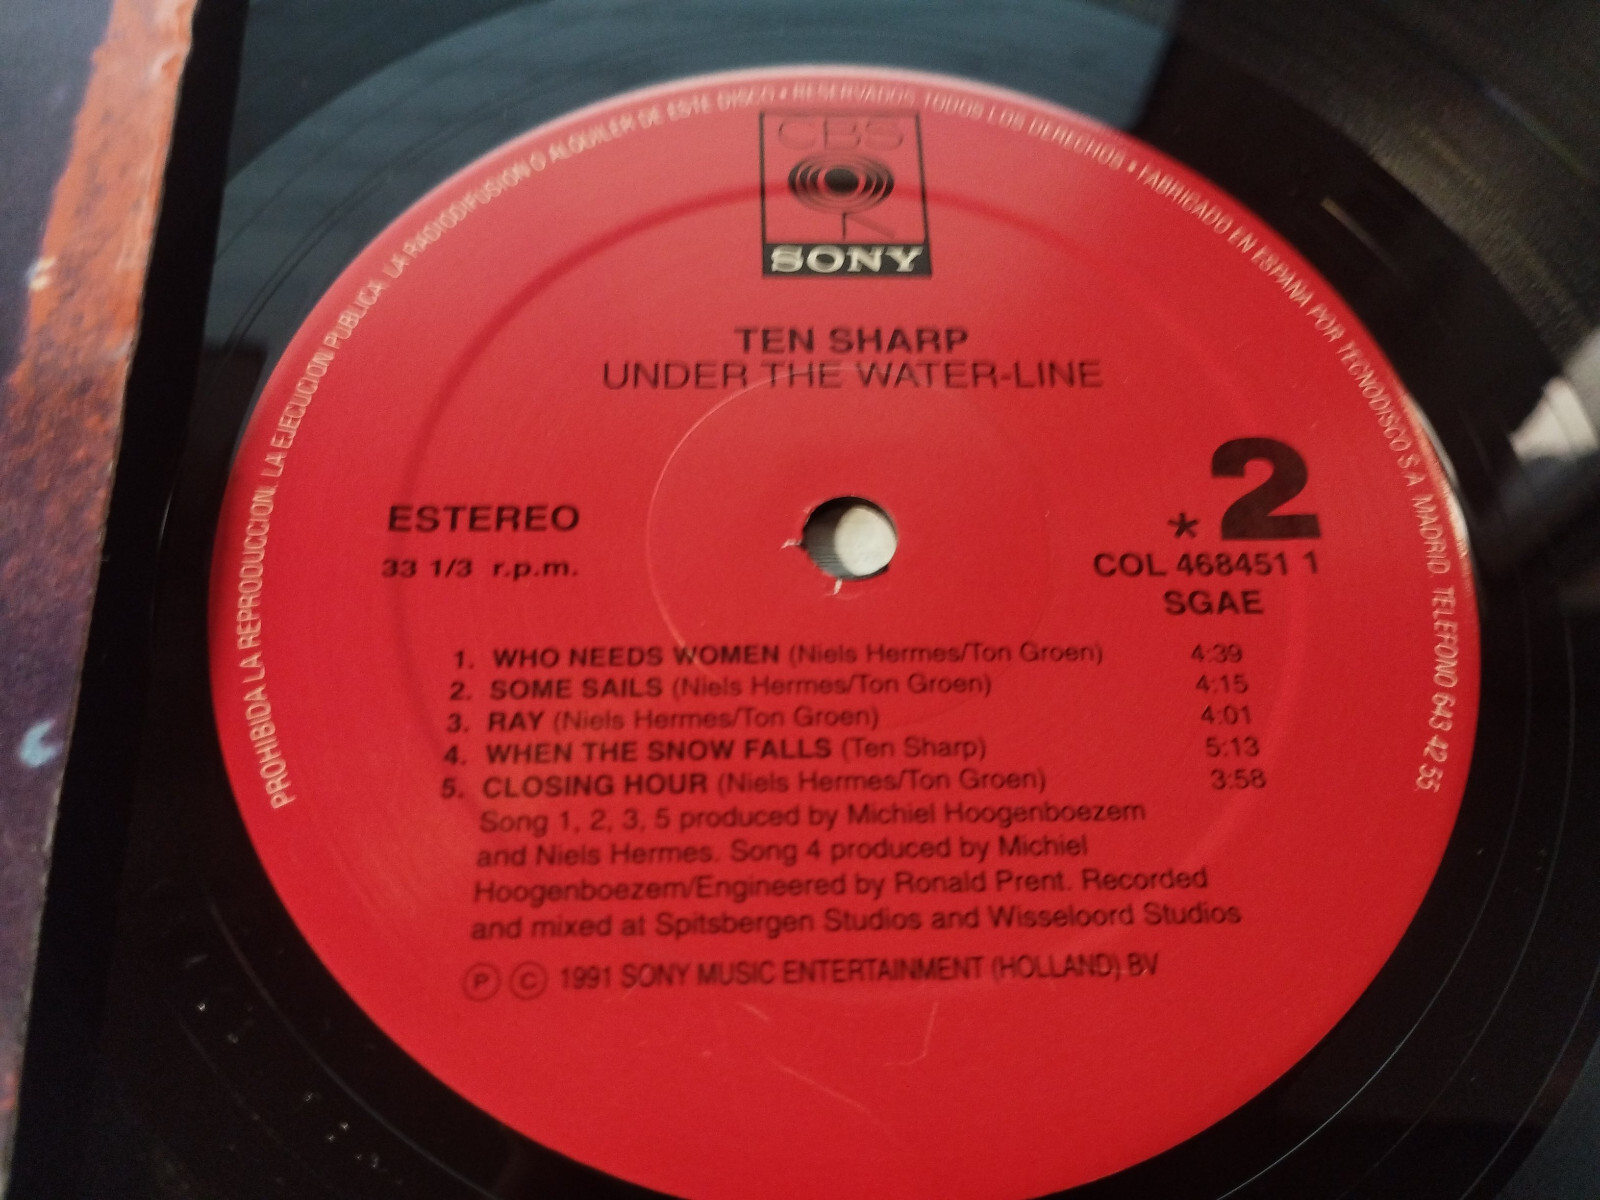 PROHIBIDA LA REPRODUCCION. LA EJECUCION PUBLICA. LA RADIODIFUSION O ALQUILER DE ESTE DISCO • RESERVADOS TODOS LOS DERECHOS • FABRICADO EN ESPAÑA POR TECNODISCO S.A. MADRID. TELEFONO 643 42 55.
CBS
SONY
TEN SHARP
UNDER THE WATER-LINE
2
ESTEREO
*
33 1/3 r.p.m.
COL 468451 1
SGAE
1. WHO NEEDS WOMEN (Niels Hermes/Ton Groen) 4:39
2. SOME SAILS (Niels Hermes/Ton Groen) 4:15
3. RAY (Niels Hermes/Ton Groen) 4:01
4. WHEN THE SNOW FALLS (Ten Sharp) 5:13
5. CLOSING HOUR (Niels Hermes/Ton Groen) 3:58
Song 1, 2, 3, 5 produced by Michiel Hoogenboezem
and Niels Hermes. Song 4 produced by Michiel
Hoogenboezem/Engineered by Ronald Prent. Recorded
and mixed at Spitsbergen Studios and Wisseloord Studios
Ⓟ Ⓒ 1991 SONY MUSIC ENTERTAINMENT (HOLLAND) BV